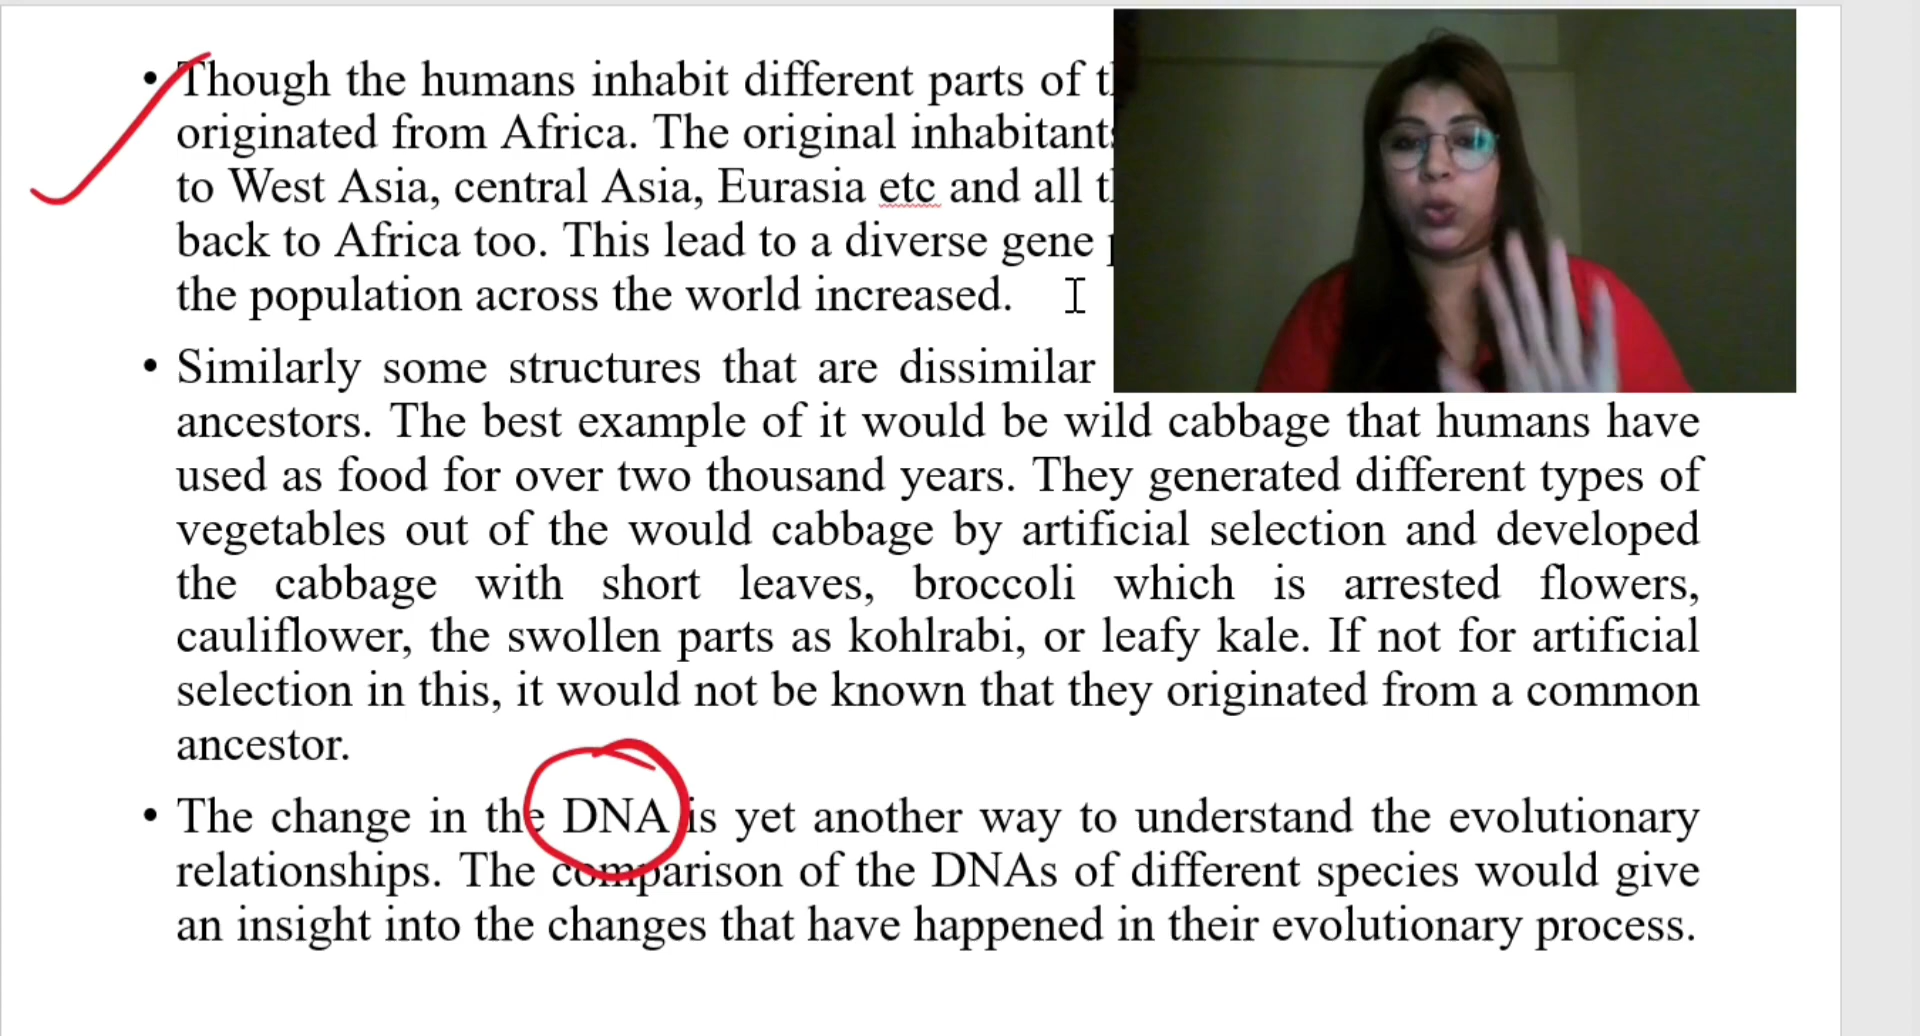 • Though the humans inhabit different parts of
originated from Africa. The original inhabitants
to West Asia, central Asia, Eurasia etc and all
back to Africa too. This lead to a diverse gene
the population across the world increased.
• Similarly some structures that are dissimilar
ancestors. The best example of it would be wild cabbage that humans have
used as food for over two thousand years. They generated different types of
vegetables out of the would cabbage by artificial selection and developed
the cabbage with short leaves, broccoli which is arrested flowers,
cauliflower, the swollen parts as kohlrabi, or leafy kale. If not for artificial
selection in this, it would not be known that they originated from a common
ancestor.
• The change in the DNA is yet another way to understand the evolutionary
relationships. The comparison of the DNAs of different species would give
an insight into the changes that have happened in their evolutionary process.